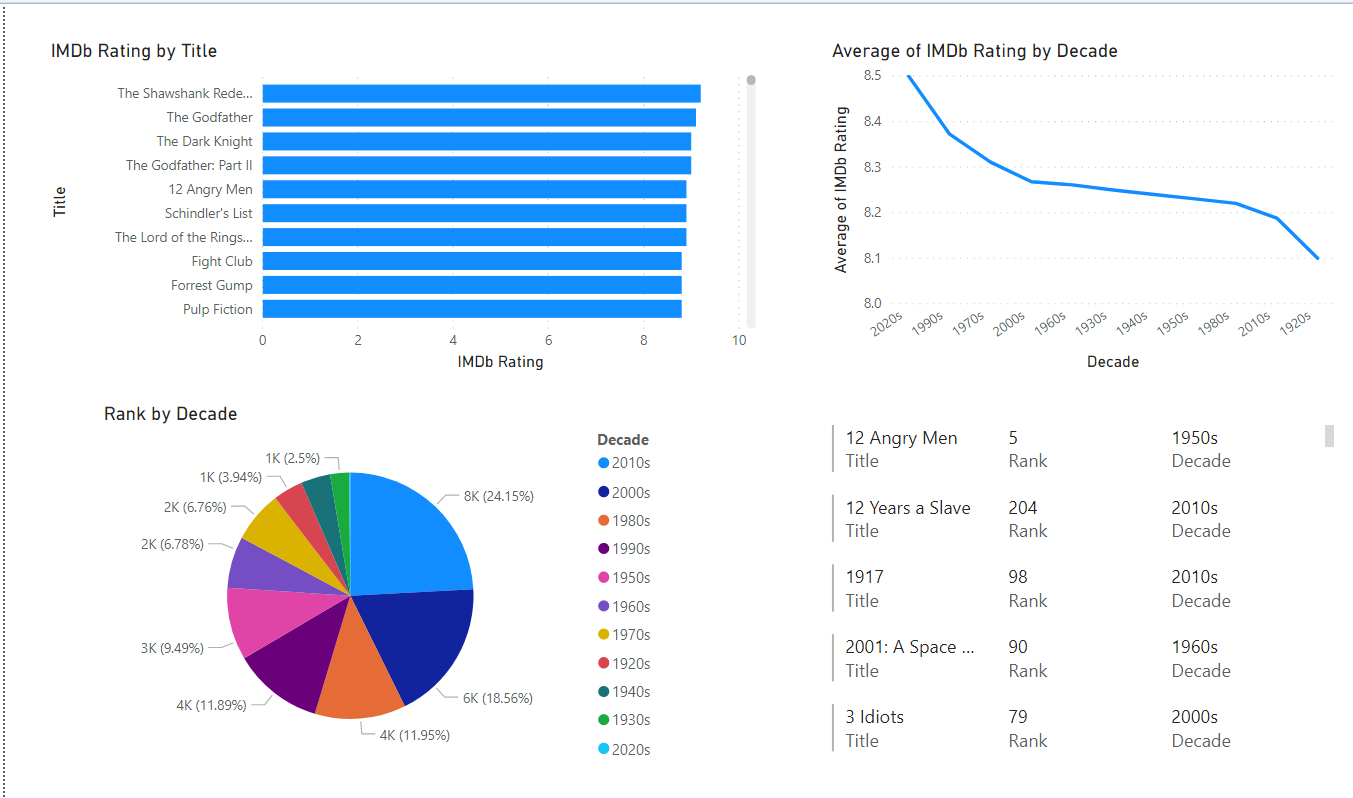 IMDb Rating by Title
Title
The Shawshank Rede...
The Godfather
The Dark Knight
The Godfather: Part II
12 Angry Men
Schindler's List
The Lord of the Rings...
Fight Club
Forrest Gump
Pulp Fiction
0 2 4 6 8 10
IMDb Rating
Average of IMDb Rating by Decade
Average of IMDb Rating
8.5
8.4
8.3
8.2
8.1
8.0
2020s 1990s 1970s 2000s 1960s 1930s 1940s 1950s 1980s 2010s 1920s
Decade
Rank by Decade
8K (24.15%)
6K (18.56%)
4K (11.95%)
4K (11.89%)
3K (9.49%)
2K (6.78%)
2K (6.76%)
1K (3.94%)
1K (2.5%)
Decade
2010s
2000s
1980s
1990s
1950s
1960s
1970s
1920s
1940s
1930s
2020s
12 Angry Men 5 1950s
Title Rank Decade
12 Years a Slave 204 2010s
Title Rank Decade
1917 98 2010s
Title Rank Decade
2001: A Space ... 90 1960s
Title Rank Decade
3 Idiots 79 2000s
Title Rank Decade